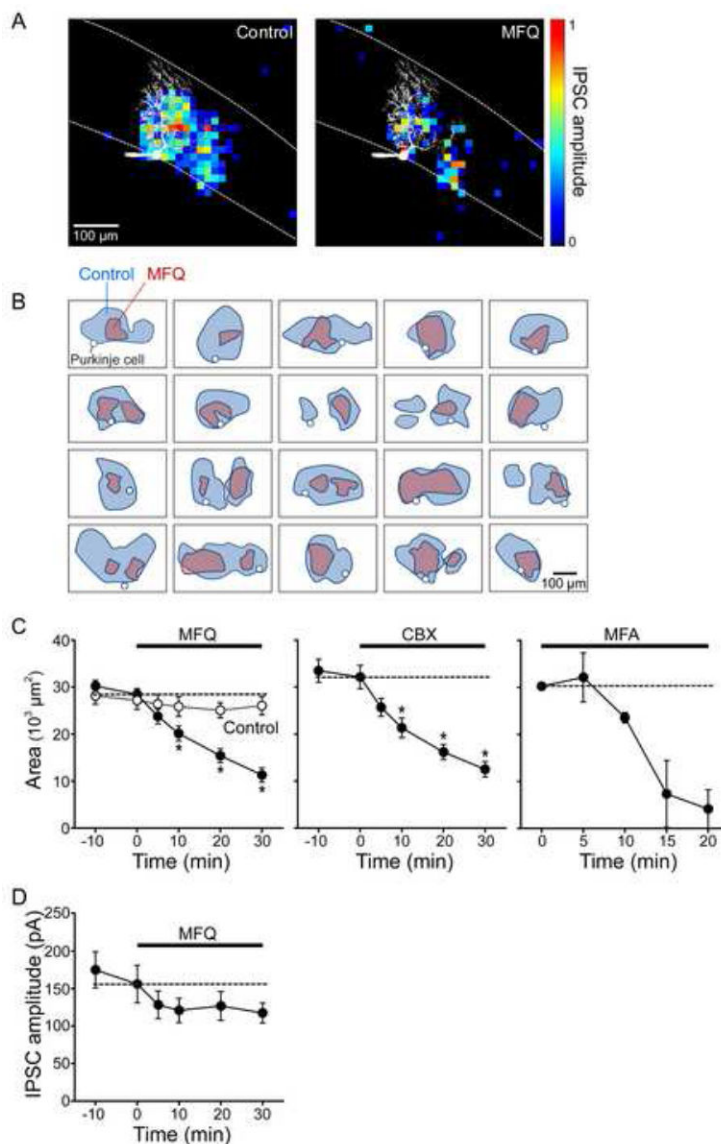 A
Control
MFQ
1
IPSC amplitude
0
100 µm
B
Control
MFQ
Purkinje cell
100 µm
C
MFQ
CBX
MFA
40
30
20
10
0
Area (10³ µm²)
Control
*
*
*
*
*
*
-10 0 10 20 30
-10 0 10 20 30
0 5 10 15 20
Time (min)
Time (min)
Time (min)
D
MFQ
250
200
150
100
50
0
IPSC amplitude (pA)
-10 0 10 20 30
Time (min)